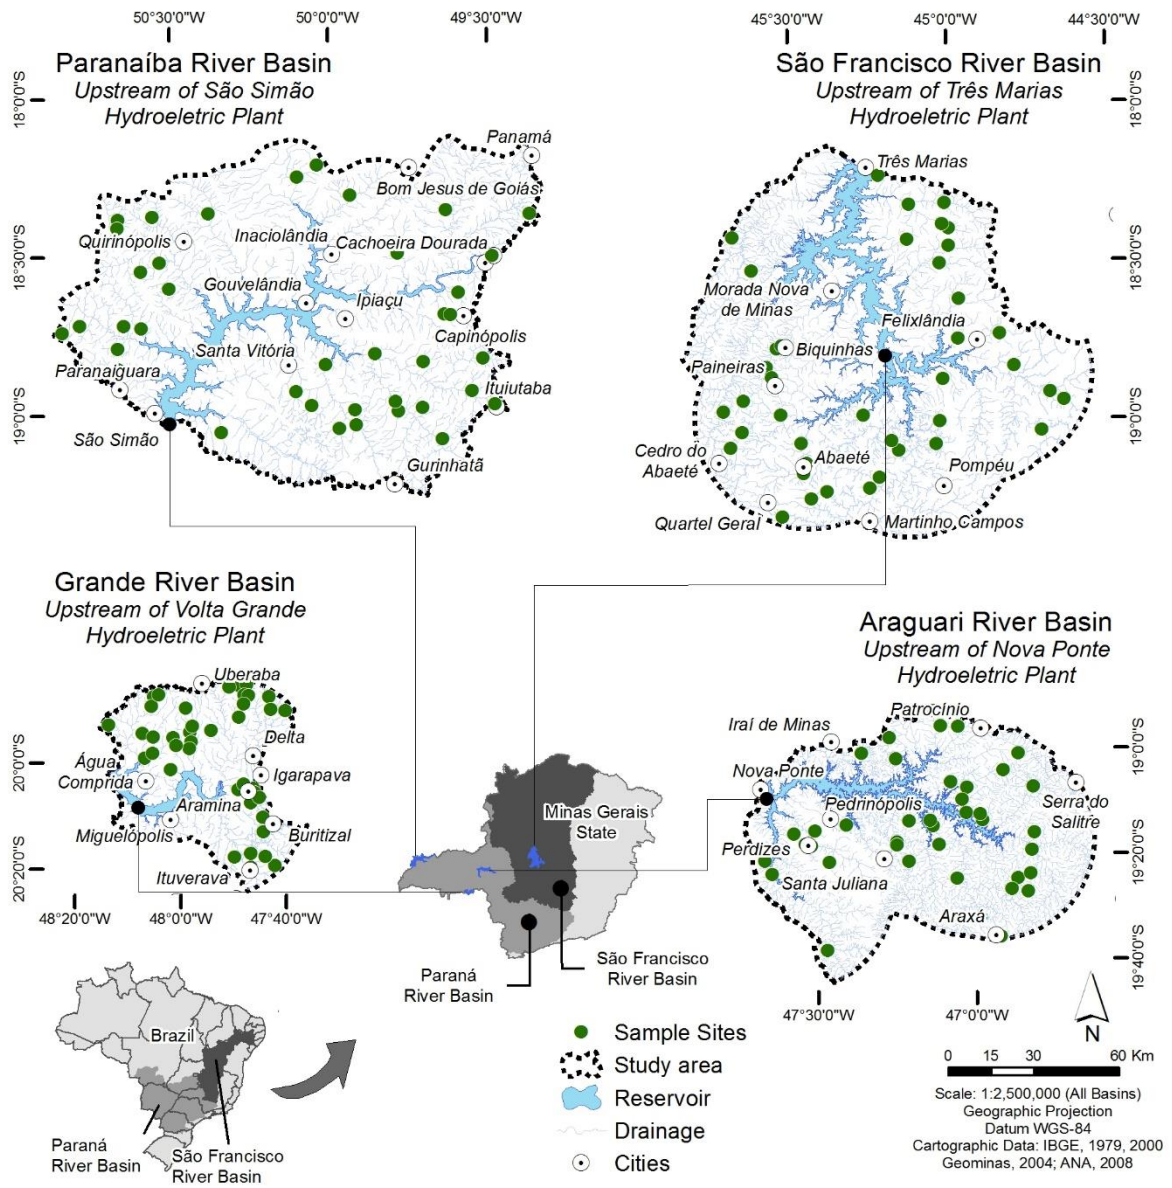 50°30'0"W
50°0'0"W
49°30'0"W
45°30'0"W
45°0'0"W
44°30'0"W
Paranaíba River Basin
Upstream of São Simão
Hydroeletric Plant
São Francisco River Basin
Upstream of Três Marias
Hydroeletric Plant
18°0'0"S
18°30'0"S
19°0'0"S
18°0'0"S
18°30'0"S
19°0'0"S
Panamá
Bom Jesus de Goiás
Quirinópolis
Inaciolândia
Cachoeira Dourada
Gouvelândia
Ipiaçu
Capinópolis
Santa Vitória
Paranaiguara
Ituiutaba
São Simão
Gurinhatã
Três Marias
Morada Nova
de Minas
Felixlândia
Biquinhas
Paineiras
Cedro do
Abaeté
Abaeté
Pompéu
Quartel Geral
Martinho Campos
Grande River Basin
Upstream of Volta Grande
Hydroeletric Plant
Araguari River Basin
Upstream of Nova Ponte
Hydroeletric Plant
Uberaba
Delta
Água
Comprida
Igarapava
Aramina
Miguelópolis
Buritizal
Ituverava
20°0'0"S
20°20'0"S
48°20'0"W
48°0'0"W
47°40'0"W
Patrocínio
Iraí de Minas
Nova Ponte
Pedrinópolis
Serra do
Salitre
Perdizes
Santa Juliana
Araxá
19°0'0"S
19°20'0"S
19°40'0"S
47°30'0"W
47°0'0"W
Minas Gerais
State
Paraná
River Basin
São Francisco
River Basin
Brazil
Paraná
River Basin
São Francisco
River Basin
Sample Sites
Study area
Reservoir
Drainage
Cities
N
0 15 30 60 Km
Scale: 1:2,500,000 (All Basins)
Geographic Projection
Datum WGS-84
Cartographic Data: IBGE, 1979, 2000
Geominas, 2004; ANA, 2008